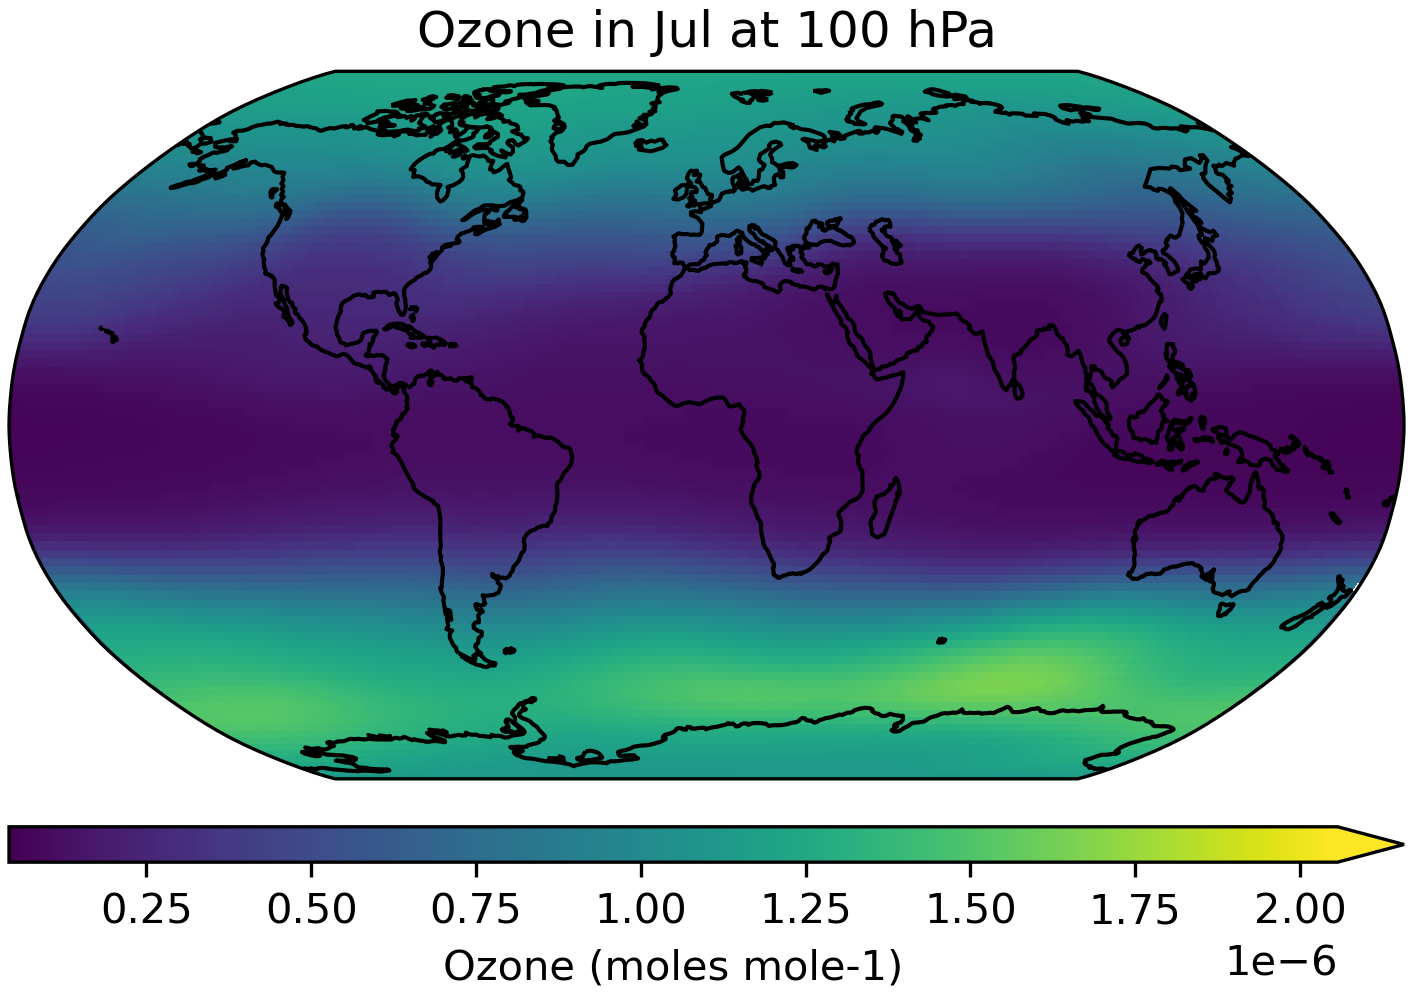 Ozone in Jul at 100 hPa
0.25 0.50 0.75 1.00 1.25 1.50 1.75 2.00
Ozone (moles mole-1)
1e−6